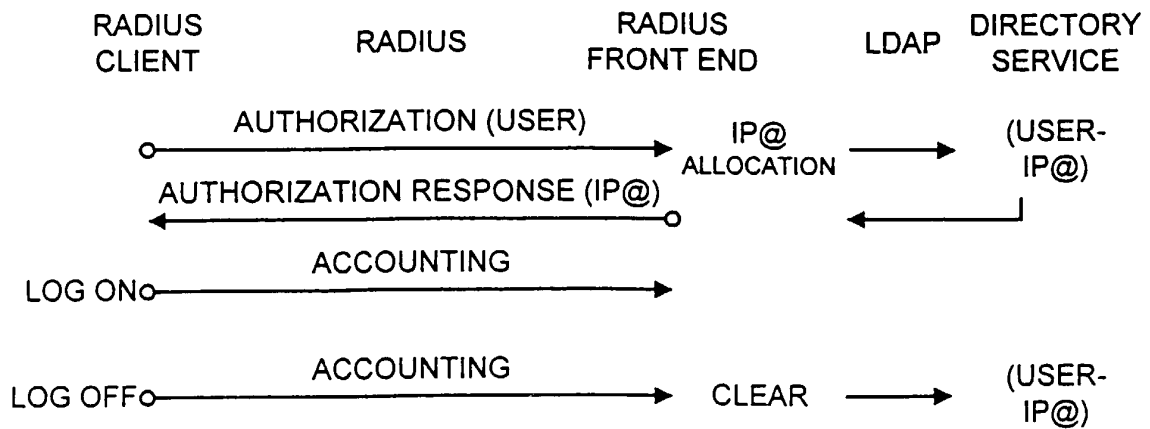 RADIUS
CLIENT
RADIUS
RADIUS
FRONT END
LDAP
DIRECTORY
SERVICE
AUTHORIZATION (USER)
IP@
ALLOCATION
(USER-
IP@)
AUTHORIZATION RESPONSE (IP@)
ACCOUNTING
LOG ON
ACCOUNTING
LOG OFF
CLEAR
(USER-
IP@)